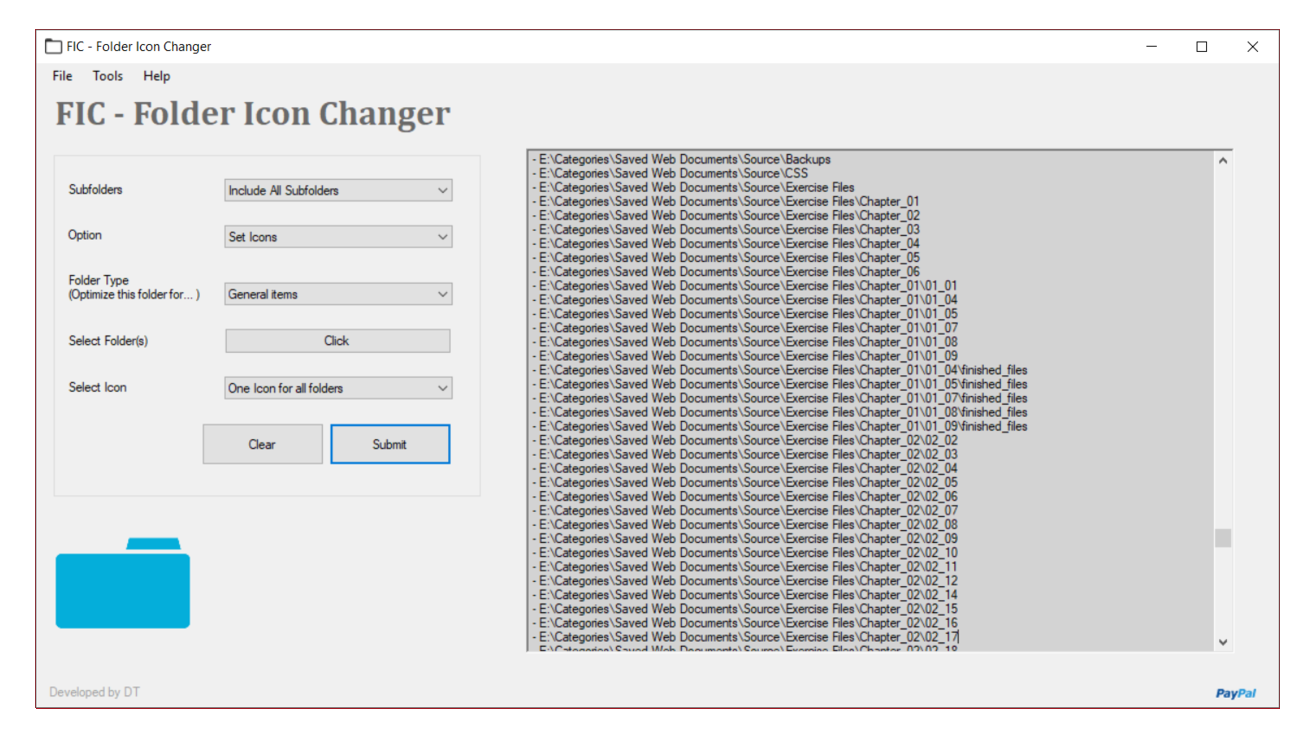 FIC - Folder Icon Changer
File Tools Help
FIC - Folder Icon Changer
Subfolders
Include All Subfolders
Option
Set Icons
Folder Type
(Optimize this folder for... )
General items
Select Folder(s)
Click
Select Icon
One Icon for all folders
Clear
Submit
- E:\Categories\Saved Web Documents\Source\Backups
- E:\Categories\Saved Web Documents\Source\CSS
- E:\Categories\Saved Web Documents\Source\Exercise Files
- E:\Categories\Saved Web Documents\Source\Exercise Files\Chapter_01
- E:\Categories\Saved Web Documents\Source\Exercise Files\Chapter_02
- E:\Categories\Saved Web Documents\Source\Exercise Files\Chapter_03
- E:\Categories\Saved Web Documents\Source\Exercise Files\Chapter_04
- E:\Categories\Saved Web Documents\Source\Exercise Files\Chapter_05
- E:\Categories\Saved Web Documents\Source\Exercise Files\Chapter_06
- E:\Categories\Saved Web Documents\Source\Exercise Files\Chapter_01\01_01
- E:\Categories\Saved Web Documents\Source\Exercise Files\Chapter_01\01_04
- E:\Categories\Saved Web Documents\Source\Exercise Files\Chapter_01\01_05
- E:\Categories\Saved Web Documents\Source\Exercise Files\Chapter_01\01_07
- E:\Categories\Saved Web Documents\Source\Exercise Files\Chapter_01\01_08
- E:\Categories\Saved Web Documents\Source\Exercise Files\Chapter_01\01_09
- E:\Categories\Saved Web Documents\Source\Exercise Files\Chapter_01\01_04\finished_files
- E:\Categories\Saved Web Documents\Source\Exercise Files\Chapter_01\01_05\finished_files
- E:\Categories\Saved Web Documents\Source\Exercise Files\Chapter_01\01_07\finished_files
- E:\Categories\Saved Web Documents\Source\Exercise Files\Chapter_01\01_08\finished_files
- E:\Categories\Saved Web Documents\Source\Exercise Files\Chapter_01\01_09\finished_files
- E:\Categories\Saved Web Documents\Source\Exercise Files\Chapter_02\02_02
- E:\Categories\Saved Web Documents\Source\Exercise Files\Chapter_02\02_03
- E:\Categories\Saved Web Documents\Source\Exercise Files\Chapter_02\02_04
- E:\Categories\Saved Web Documents\Source\Exercise Files\Chapter_02\02_05
- E:\Categories\Saved Web Documents\Source\Exercise Files\Chapter_02\02_06
- E:\Categories\Saved Web Documents\Source\Exercise Files\Chapter_02\02_07
- E:\Categories\Saved Web Documents\Source\Exercise Files\Chapter_02\02_08
- E:\Categories\Saved Web Documents\Source\Exercise Files\Chapter_02\02_09
- E:\Categories\Saved Web Documents\Source\Exercise Files\Chapter_02\02_10
- E:\Categories\Saved Web Documents\Source\Exercise Files\Chapter_02\02_11
- E:\Categories\Saved Web Documents\Source\Exercise Files\Chapter_02\02_12
- E:\Categories\Saved Web Documents\Source\Exercise Files\Chapter_02\02_14
- E:\Categories\Saved Web Documents\Source\Exercise Files\Chapter_02\02_15
- E:\Categories\Saved Web Documents\Source\Exercise Files\Chapter_02\02_16
- E:\Categories\Saved Web Documents\Source\Exercise Files\Chapter_02\02_17
- E:\Categories\Saved Web Documents\Source\Exercise Files\Chapter_02\02_18
Developed by DT
PayPal